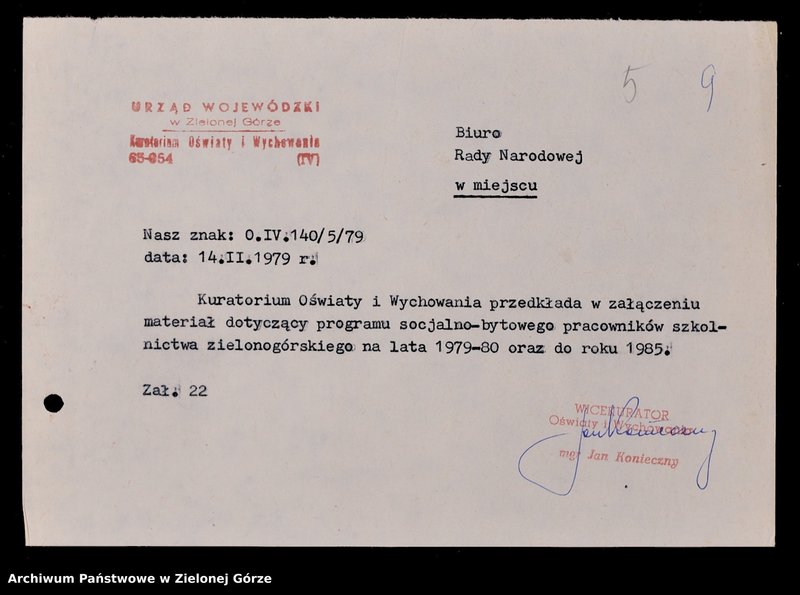 5 9
URZĄD WOJEWÓDZKI
w Zielonej Górze
Kuratorium Oświaty i Wychowania
65-054 (IV)
Biuro
Rady Narodowej
w miejscu
Nasz znak: O.IV.140/5/79
data: 14.II.1979 r.
Kuratorium Oświaty i Wychowania przedkłada w załączeniu
materiał dotyczący programu socjalno-bytowego pracowników szkol-
nictwa zielonogórskiego na lata 1979-80 oraz do roku 1985.
Zał. 22
WICEKURATOR
Oświaty i Wychowania
mgr Jan Konieczny
Archiwum Państwowe w Zielonej Górze